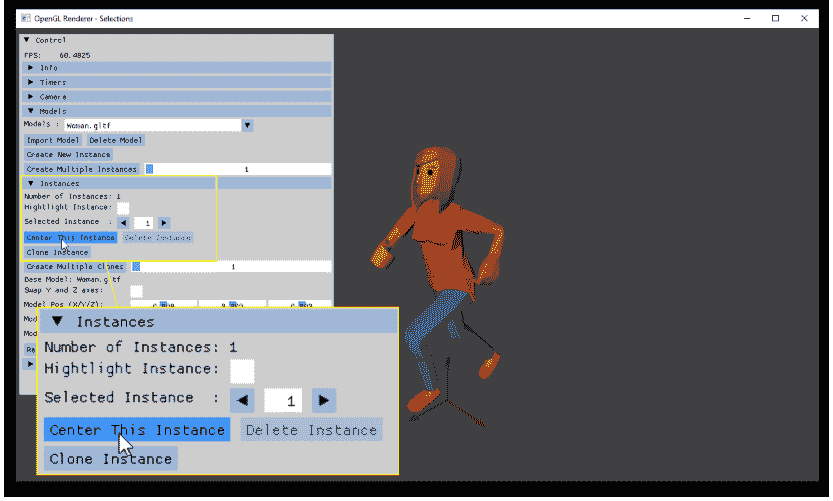 OpenGL Renderer - Selections
▼ Control
FPS: 60.4825
▶ Info
▶ Timers
▶ Camera
▼ Models
Models : Woman.gltf
Import Model Delete Model
Create New Instance
Create Multiple Instances 1
▼ Instances
Number of Instances: 1
Hightlight Instance:
Selected Instance : ◀ 1 ▶
Center This Instance Delete Instance
Clone Instance
Create Multiple Clones 1
Base Model: Woman.gltf
Swap Y and Z axes:
Model Pos (X/Y/Z):
▼ Instances
Number of Instances: 1
Hightlight Instance:
Selected Instance : ◀ 1 ▶
Center This Instance Delete Instance
Clone Instance